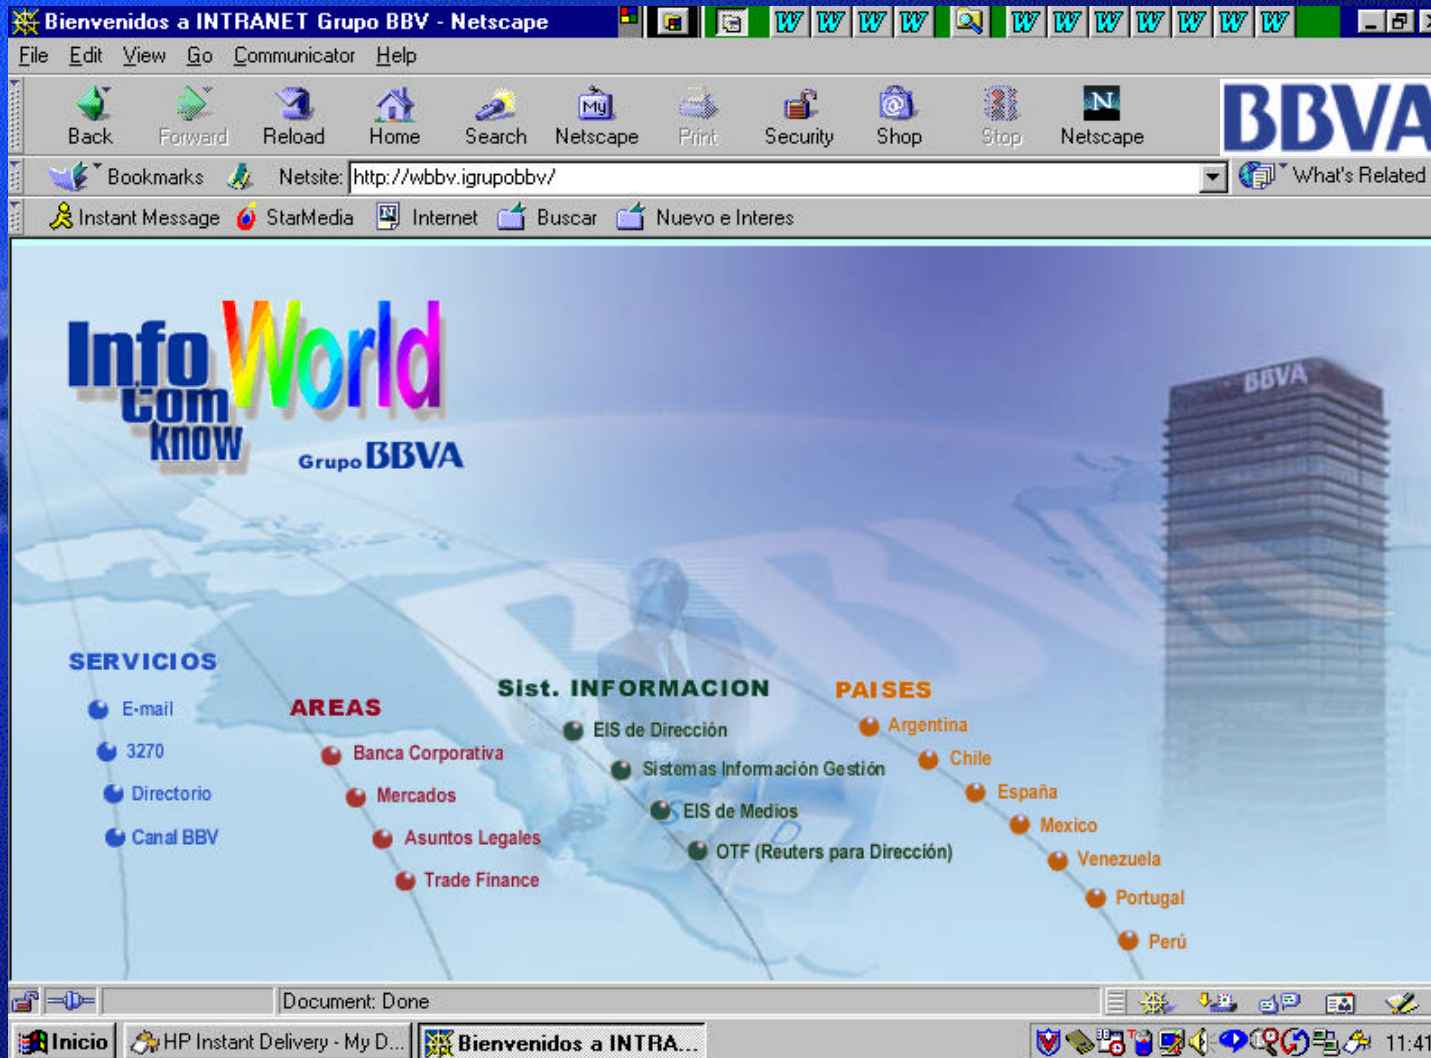 Bienvenidos a INTRANET Grupo BBV - Netscape
File Edit View Go Communicator Help
Back Forward Reload Home Search Netscape Print Security Shop Stop Netscape
My
N
BBVA
Bookmarks Netsite: http://wbbv.igrupobbv/ What's Related
Instant Message StarMedia Internet Buscar Nuevo e Interes
Info World
Com
know
Grupo BBVA
BBVA
BBVA
SERVICIOS
E-mail
3270
Directorio
Canal BBV
AREAS
Banca Corporativa
Mercados
Asuntos Legales
Trade Finance
Sist. INFORMACION
EIS de Dirección
Sistemas Información Gestión
EIS de Medios
OTF (Reuters para Dirección)
PAISES
Argentina
Chile
España
Mexico
Venezuela
Portugal
Perú
Document: Done
Inicio HP Instant Delivery - My D... Bienvenidos a INTRA... 11:41